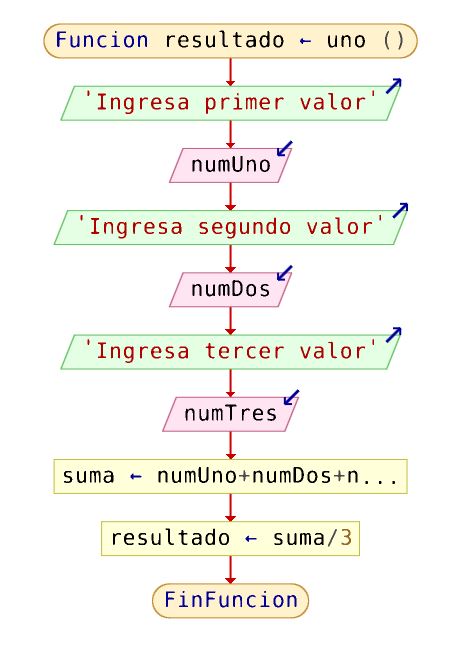 Funcion resultado ← uno ()
'Ingresa primer valor'
numUno
'Ingresa segundo valor'
numDos
'Ingresa tercer valor'
numTres
suma ← numUno+numDos+n...
resultado ← suma/3
FinFuncion